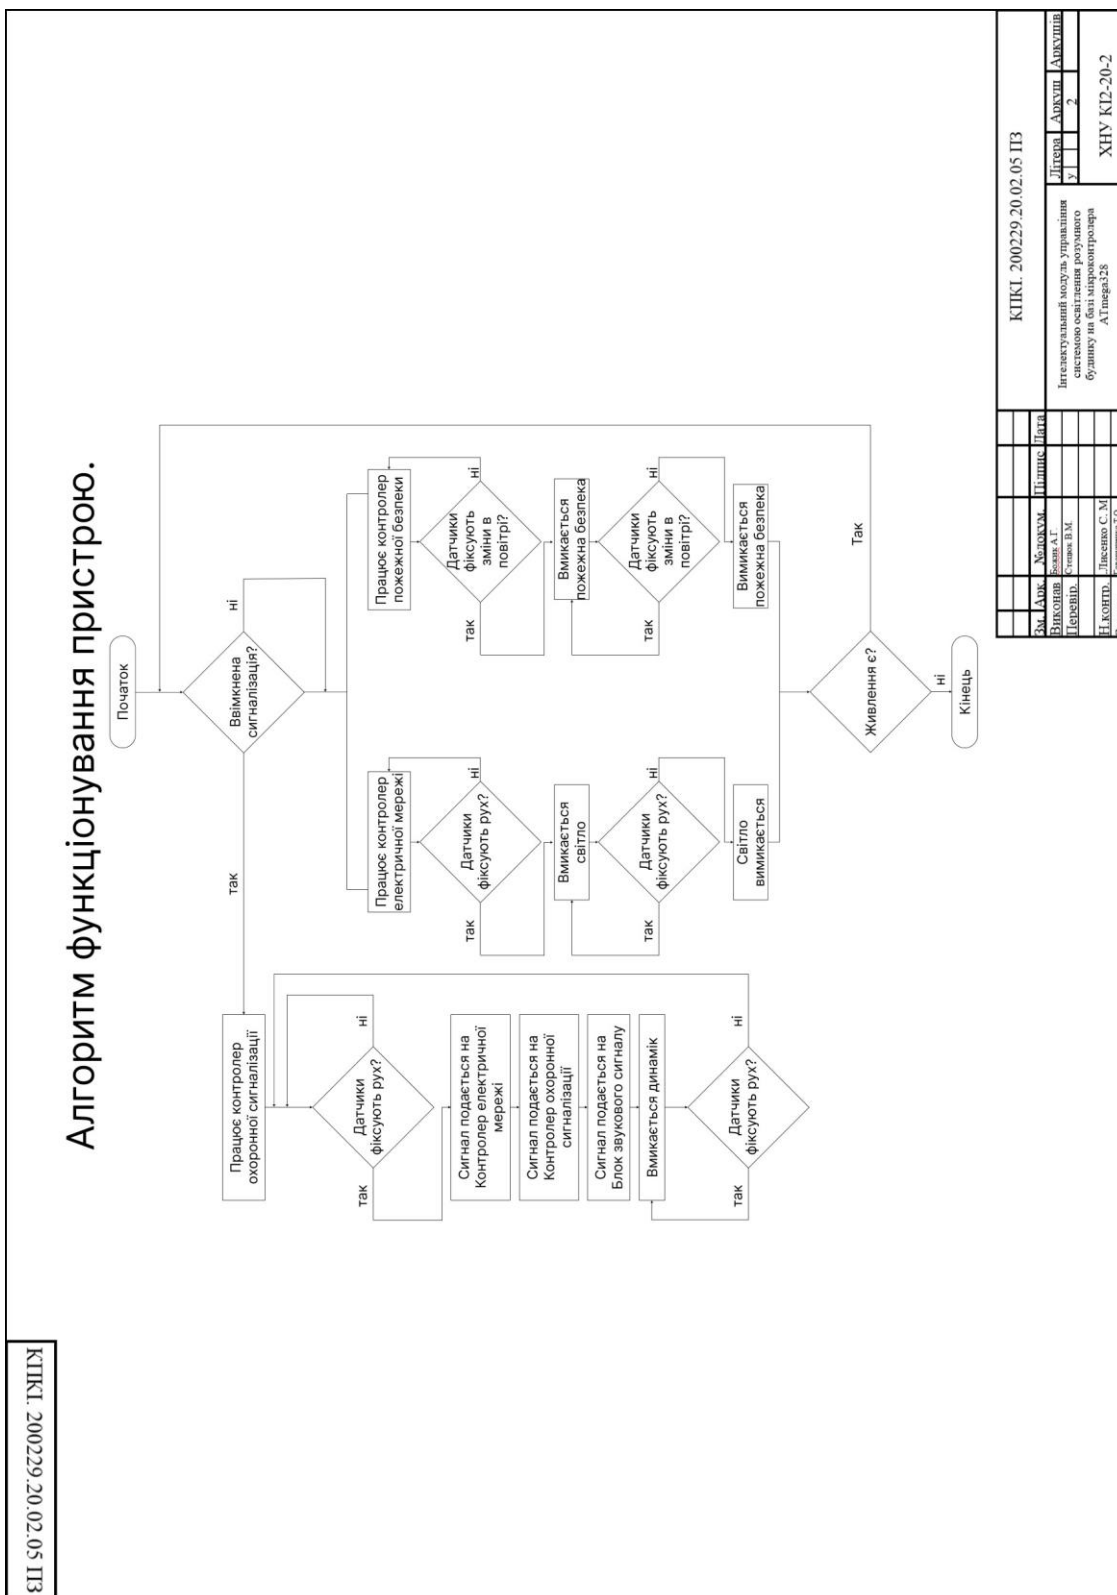 КПКІ. 200229.20.02.05 ПЗ
Алгоритм функціонування пристрою.
Початок
Ввімкнена
сигналізація?
так
ні
Працює контролер
охоронної сигналізації
Датчики
фіксують рух?
ні
так
Сигнал подається на
Контролер електричної
мережі
Сигнал подається на
Контролер охоронної
сигналізації
Сигнал подається на
Блок звукового сигналу
Вмикається динамік
Датчики
фіксують рух?
так
ні
Працює контролер
електричної мережі
Датчики
фіксують рух?
так
ні
Вмикається
світло
Датчики
фіксують рух?
так
ні
Світло
вимикається
Працює контролер
пожежної безпеки
Датчики
фіксують
зміни в
повітрі?
так
ні
Вмикається
пожежна безпека
Датчики
фіксують
зміни в
повітрі?
так
ні
Вимикається
пожежна безпека
Живлення є?
Так
ні
Кінець
КПКІ. 200229.20.02.05 ПЗ
Зм. Арк. №докум. Підпис Дата
Виконав Божик А.Г.
Перевір. Стецюк В.М.
Н.контр. Лисенко С. М
Інтелектуальний модуль управління
системою освітлення розумного
будинку на базі мікроконтролера
ATmega328
Літера Аркуш Аркушів
у 2
ХНУ КІ2-20-2